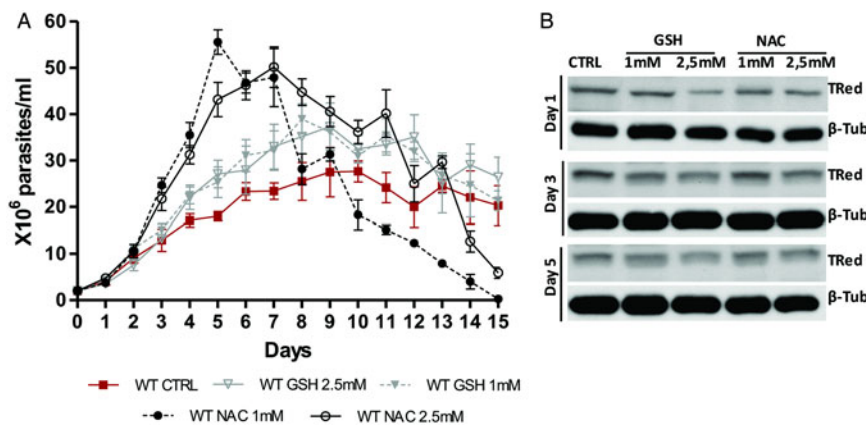 A
X10⁶ parasites/ml
60
50
40
30
20
10
0
0 1 2 3 4 5 6 7 8 9 10 11 12 13 14 15
Days
WT CTRL WT GSH 2.5mM WT GSH 1mM
WT NAC 1mM WT NAC 2.5mM
B
GSH NAC
CTRL 1mM 2,5mM 1mM 2,5mM
Day 1
TRed
β-Tub
Day 3
TRed
β-Tub
Day 5
TRed
β-Tub